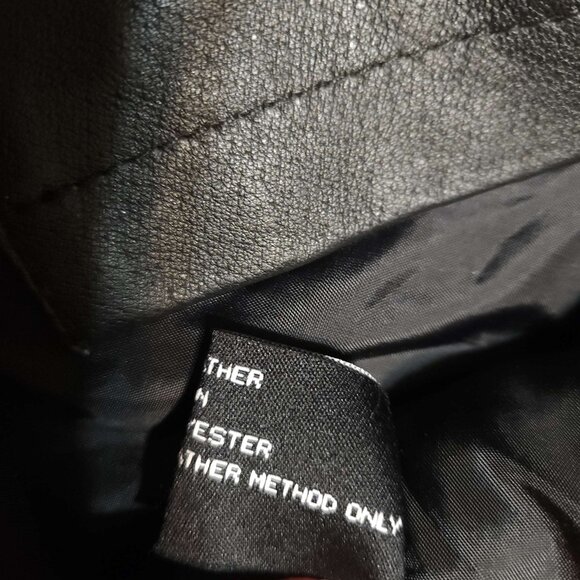 THER
N
YESTER
THER METHOD ONLY